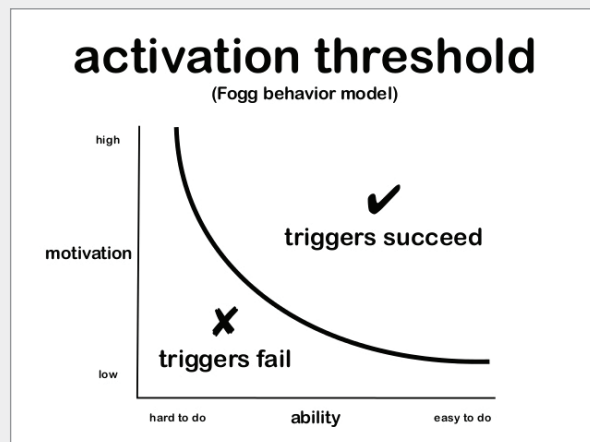 activation threshold
(Fogg behavior model)
high
✔
triggers succeed
motivation
✘
triggers fail
low
hard to do
ability
easy to do